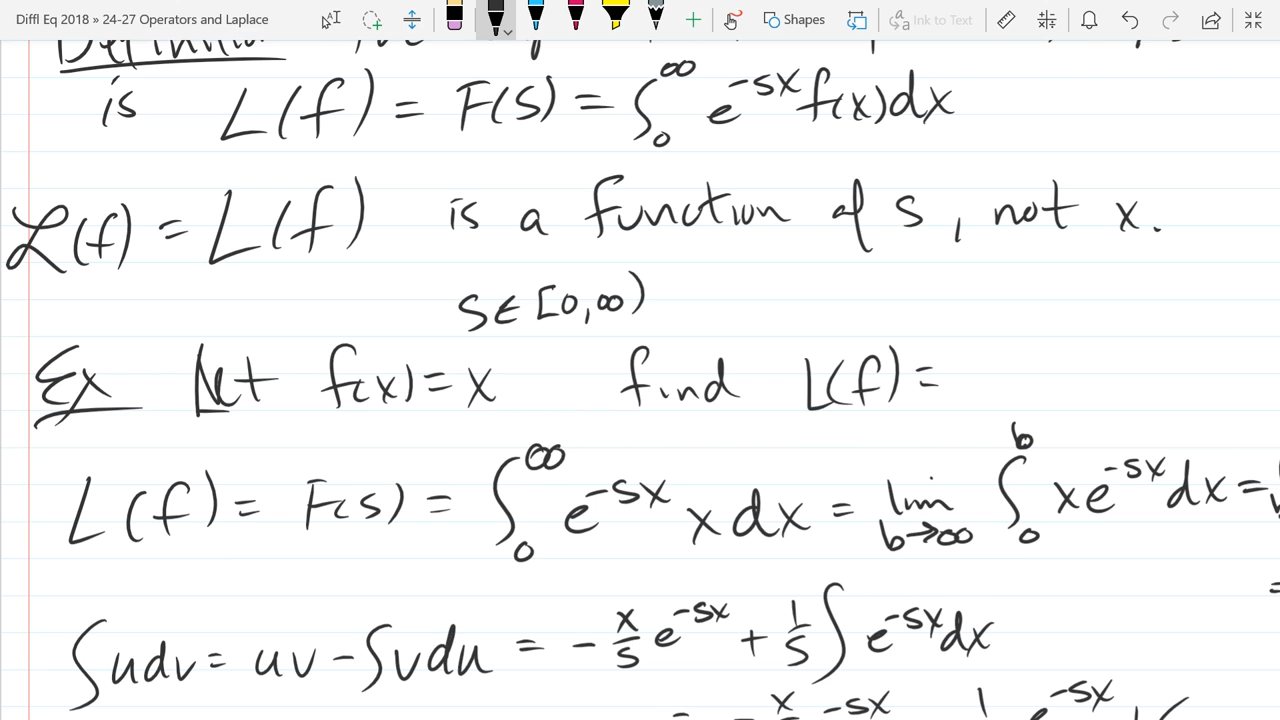 Diffl Eq 2018 » 24-27 Operators and Laplace Shapes Ink to Text
is L(f) = F(s) = ∫₀^∞ e^{-sx} f(x)dx
ℒ(f) = L(f) is a function of s, not x.
s ∈ [0,∞)
Ex Let f(x) = x find L(f) =
L(f) = F(s) = ∫₀^∞ e^{-sx} x dx = lim_{b→∞} ∫₀^b x e^{-sx} dx =
∫udv = uv - ∫vdu = - x/s e^{-sx} + 1/s ∫ e^{-sx} dx